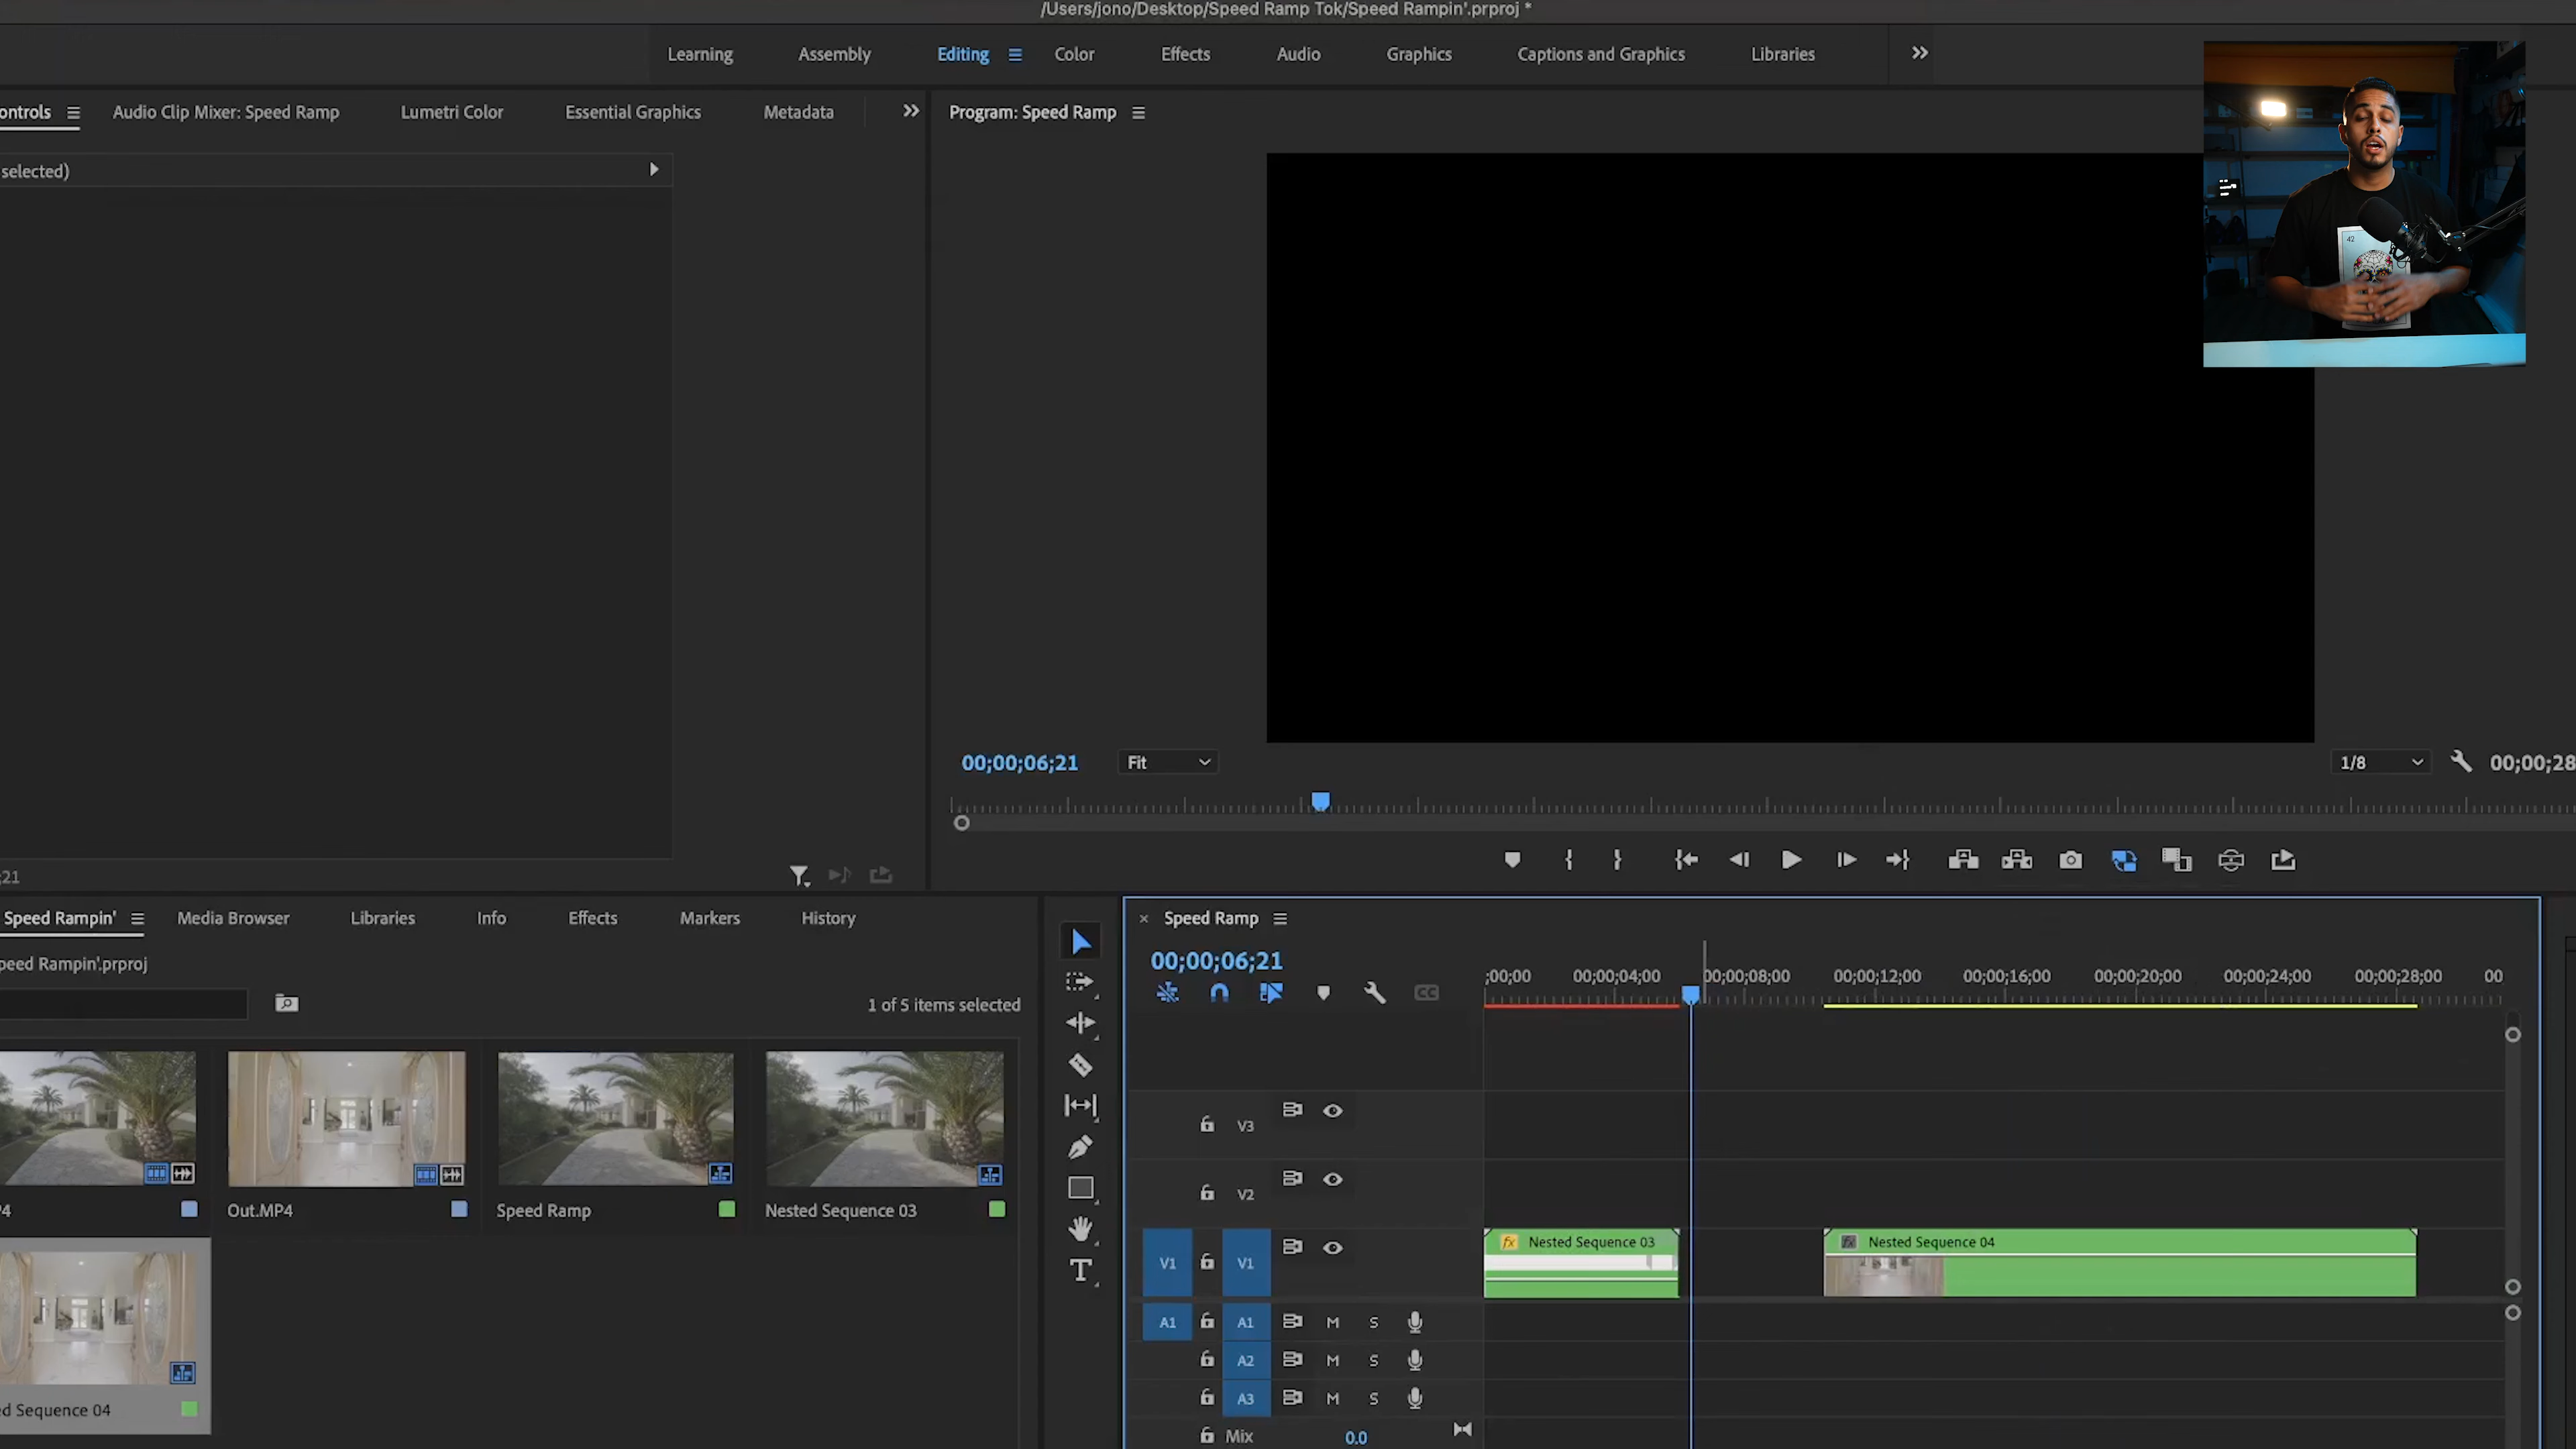 /Users/jono/Desktop/Speed Ramp Tok/Speed Rampin'.prproj *
Learning Assembly Editing Color Effects Audio Graphics Captions and Graphics Libraries
ontrols Audio Clip Mixer: Speed Ramp Lumetri Color Essential Graphics Metadata
Program: Speed Ramp
selected)
42
00;00;06;21 Fit 1/8 00;00;28
;21
Speed Rampin' Media Browser Libraries Info Effects Markers History
peed Rampin'.prproj
1 of 5 items selected
P4 Out.MP4 Speed Ramp Nested Sequence 03
ed Sequence 04
× Speed Ramp
00;00;06;21
;00;00 00;00;04;00 00;00;08;00 00;00;12;00 00;00;16;00 00;00;20;00 00;00;24;00 00;00;28;00 00
CC
V3
V2
V1 V1 fx Nested Sequence 03 fx Nested Sequence 04
A1 A1 M S
A2 M S
A3 M S
Mix 0.0
T